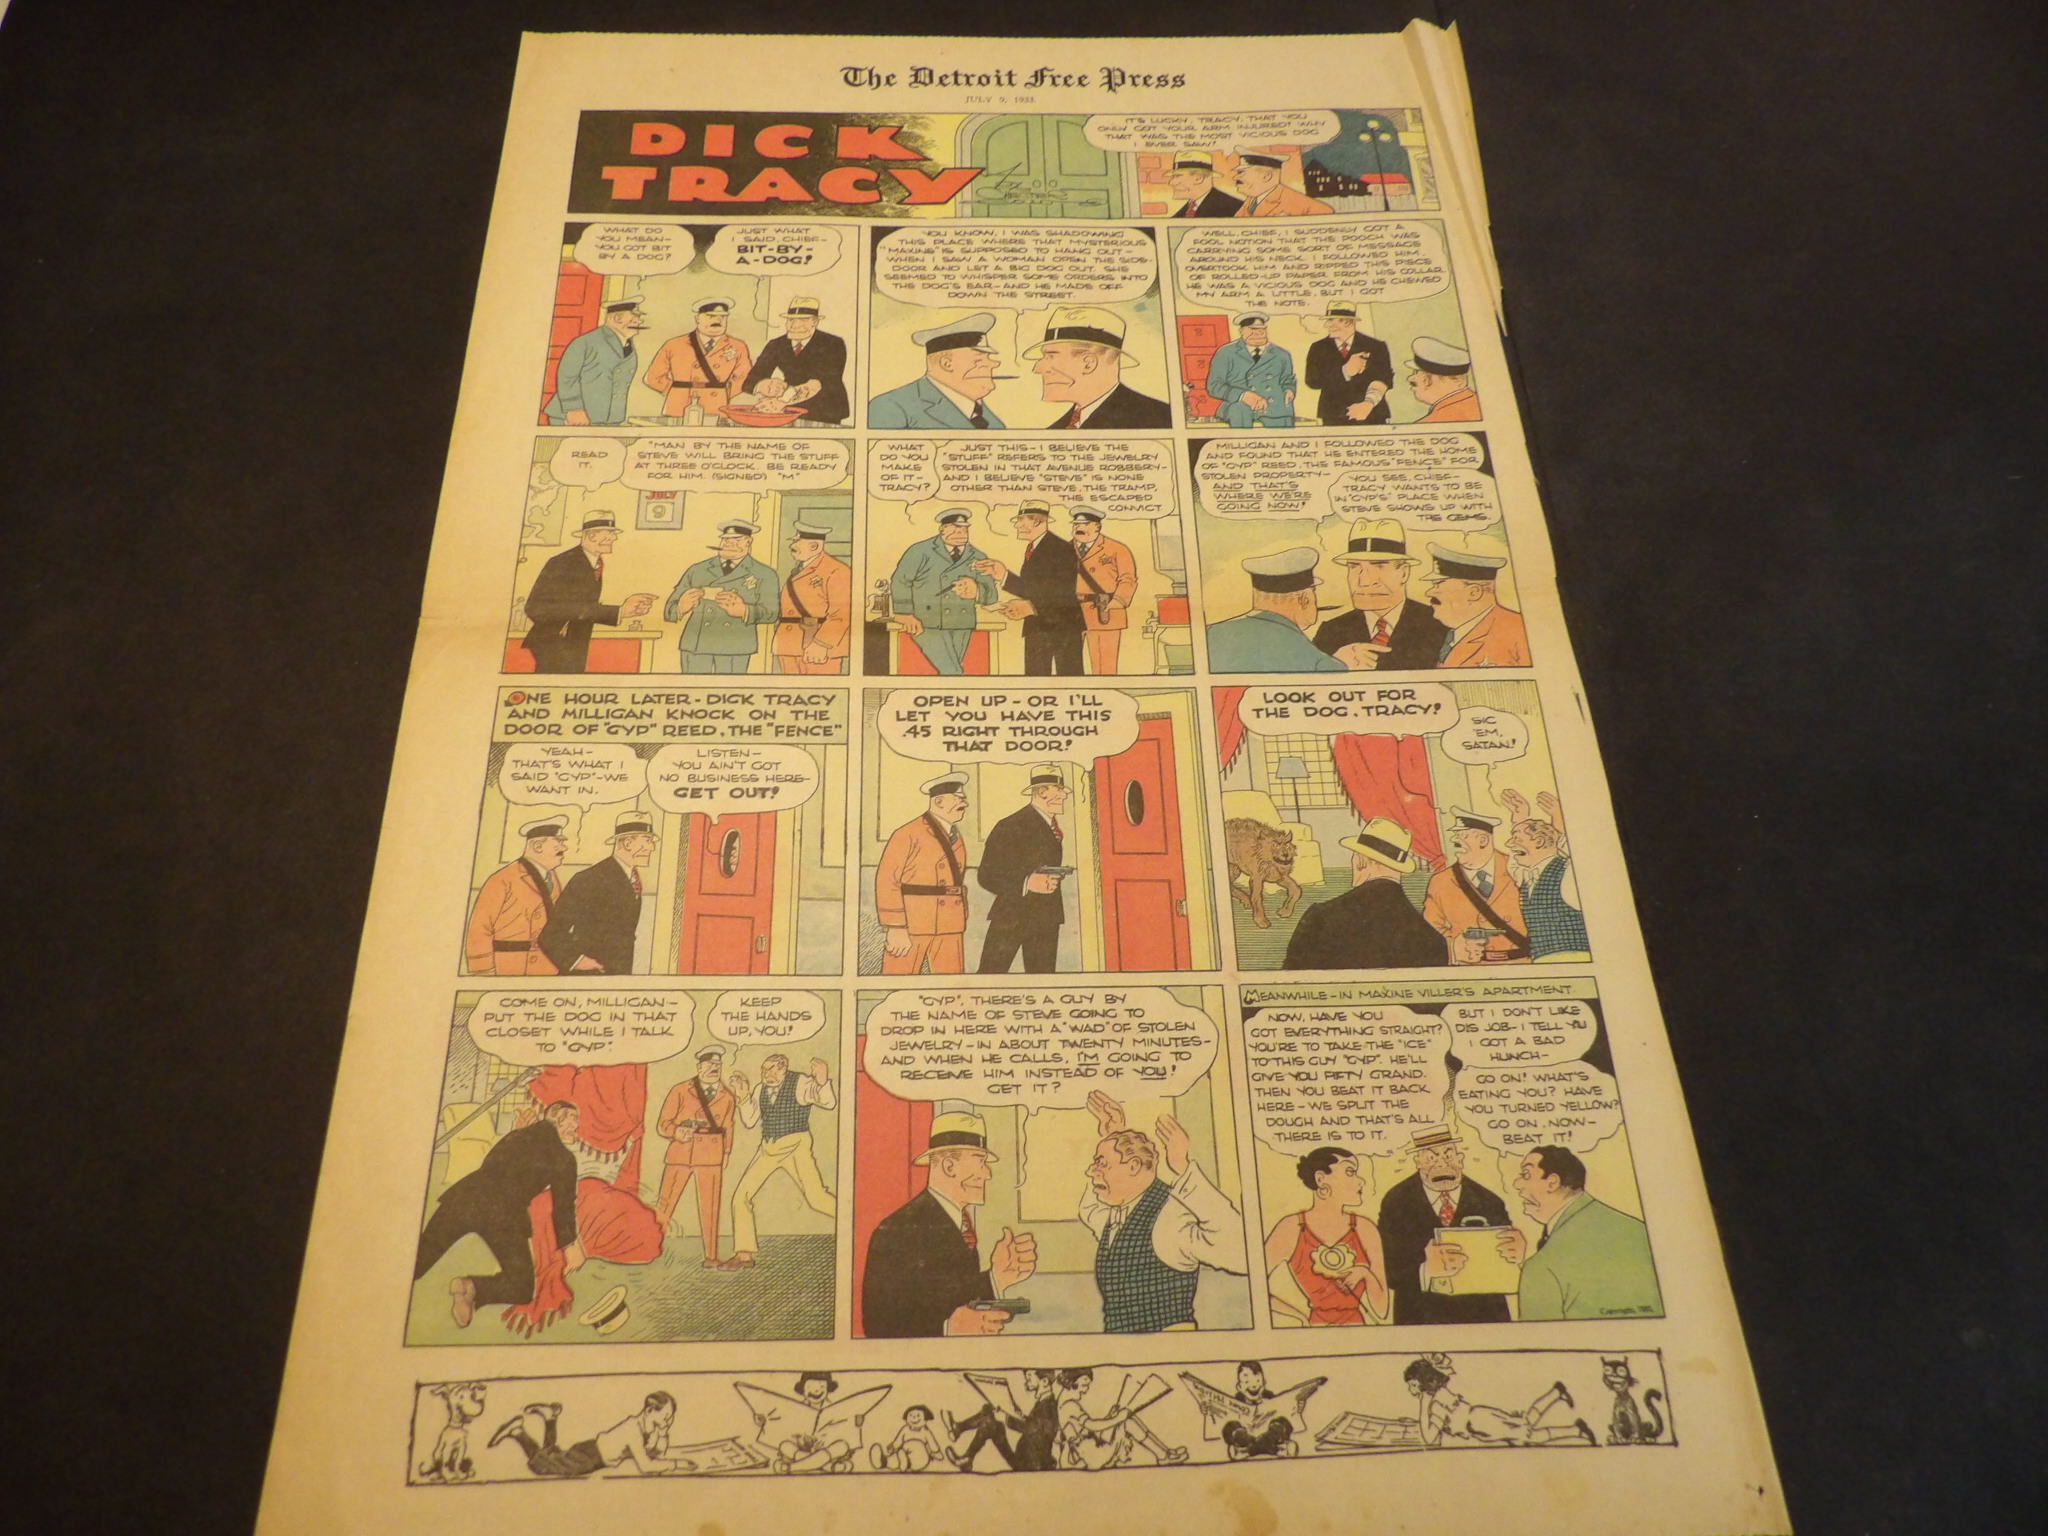 The Detroit Free Press
JULY 9, 1933.
DICK
TRACY
IT'S LUCKY, TRACY, THAT YOU
ONLY GOT YOUR ARM INJURED! WHY
THAT WAS THE MOST VICIOUS DOG
I EVER SAW!
WHAT DO
YOU MEAN-
YOU GOT BIT
BY A DOG?
JUST WHAT
I SAID, CHIEF-
BIT-BY-
A-DOG!
YOU KNOW, I WAS SHADOWING
THIS PLACE WHERE THAT MYSTERIOUS
"MAXINE" IS SUPPOSED TO HANG OUT-
WHEN I SAW A WOMAN OPEN THE SIDE-
DOOR AND LET A BIG DOG OUT. SHE
SEEMED TO WHISPER SOME ORDERS INTO
THE DOG'S EAR-AND HE MADE OFF
DOWN THE STREET.
WELL, CHIEF, I SUDDENLY GOT A
FOOL NOTION THAT THE POOCH WAS
CARRYING SOME SORT OF MESSAGE
AROUND HIS NECK. I FOLLOWED HIM,
OVERTOOK HIM AND RIPPED THIS PIECE
OF ROLLED-UP PAPER FROM HIS COLLAR.
HE WAS A VICIOUS DOG AND HE CHEWED
MY ARM A LITTLE, BUT I GOT
THE NOTE.
READ
IT.
"MAN BY THE NAME OF
STEVE WILL BRING THE STUFF
AT THREE O'CLOCK. BE READY
FOR HIM. (SIGNED) "M"
JULY
9
WHAT
DO YOU
MAKE
OF IT-
TRACY?
JUST THIS-I BELIEVE THE
"STUFF" REFERS TO THE JEWELRY
STOLEN IN THAT AVENUE ROBBERY-
AND I BELIEVE "STEVE" IS NONE
OTHER THAN STEVE, THE TRAMP,
THE ESCAPED
CONVICT.
MILLIGAN AND I FOLLOWED THE DOG
AND FOUND THAT HE ENTERED THE HOME
OF "GYP" REED, THE FAMOUS "FENCE" FOR
STOLEN PROPERTY-
AND THAT'S
WHERE WE'RE
GOING NOW!
YOU SEE, CHIEF-
TRACY WANTS TO BE
IN "GYP'S" PLACE WHEN
STEVE SHOWS UP WITH
THE GEMS.
ONE HOUR LATER-DICK TRACY
AND MILLIGAN KNOCK ON THE
DOOR OF "GYP" REED, THE "FENCE"
YEAH-
THAT'S WHAT I
SAID "GYP"-WE
WANT IN.
LISTEN-
YOU AIN'T GOT
NO BUSINESS HERE-
GET OUT!
OPEN UP-OR I'LL
LET YOU HAVE THIS
.45 RIGHT THROUGH
THAT DOOR!
LOOK OUT FOR
THE DOG, TRACY!
SIC
'EM,
SATAN!
COME ON, MILLIGAN-
PUT THE DOG IN THAT
CLOSET WHILE I TALK
TO "GYP".
KEEP
THE HANDS
UP, YOU!
"GYP", THERE'S A GUY BY
THE NAME OF STEVE GOING TO
DROP IN HERE WITH A "WAD" OF STOLEN
JEWELRY-IN ABOUT TWENTY MINUTES-
AND WHEN HE CALLS, I'M GOING TO
RECEIVE HIM INSTEAD OF YOU!
GET IT?
MEANWHILE-IN MAXINE VILLER'S APARTMENT.
NOW, HAVE YOU
GOT EVERYTHING STRAIGHT?
YOU'RE TO TAKE THE "ICE"
TO THIS GUY "GYP". HE'LL
GIVE YOU FIFTY GRAND.
THEN YOU BEAT IT BACK
HERE-WE SPLIT THE
DOUGH AND THAT'S ALL
THERE IS TO IT.
BUT I DON'T LIKE
DIS JOB-I TELL YU
I GOT A BAD
HUNCH-
GO ON! WHAT'S
EATING YOU? HAVE
YOU TURNED YELLOW?
GO ON, NOW-
BEAT IT!